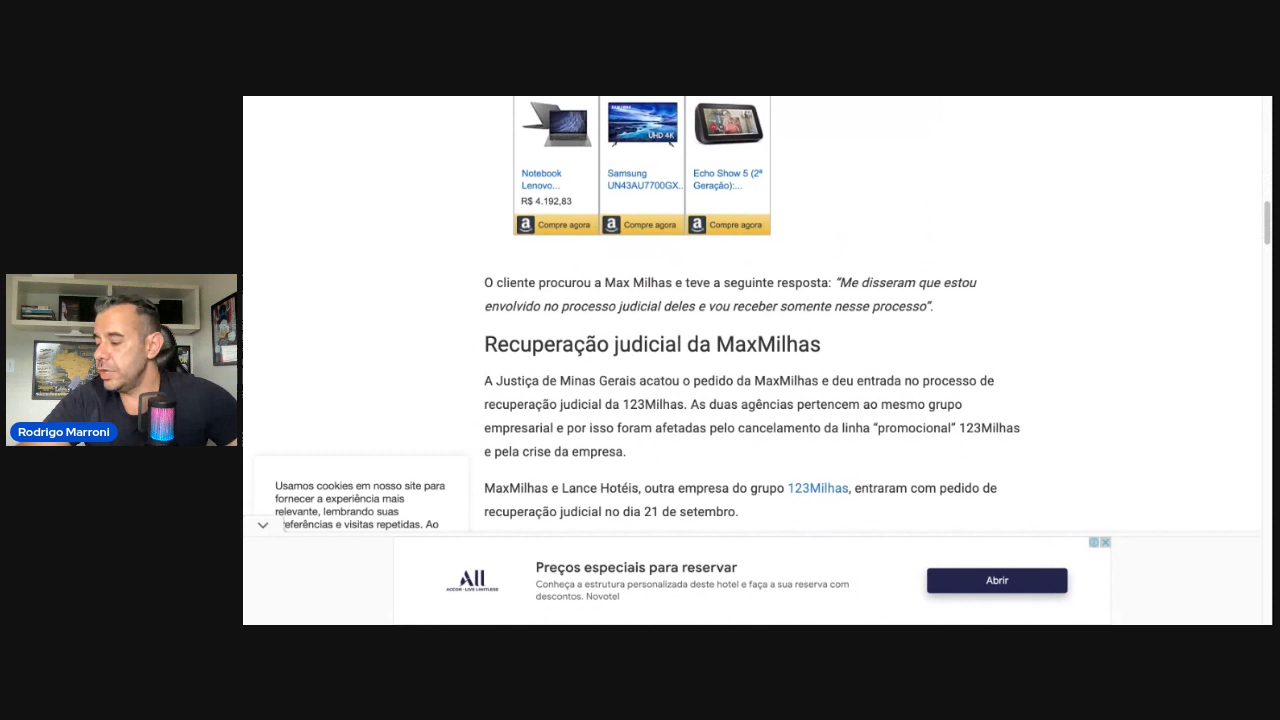 Notebook
Lenovo...
R$ 4.192,83
Compre agora
UHD 4K
Samsung
UN43AU7700GX...
Compre agora
Echo Show 5 (2ª
Geração):...
Compre agora
O cliente procurou a Max Milhas e teve a seguinte resposta: “Me disseram que estou
envolvido no processo judicial deles e vou receber somente nesse processo”.
Recuperação judicial da MaxMilhas
A Justiça de Minas Gerais acatou o pedido da MaxMilhas e deu entrada no processo de
recuperação judicial da 123Milhas. As duas agências pertencem ao mesmo grupo
empresarial e por isso foram afetadas pelo cancelamento da linha “promocional” 123Milhas
e pela crise da empresa.
MaxMilhas e Lance Hotéis, outra empresa do grupo 123Milhas, entraram com pedido de
recuperação judicial no dia 21 de setembro.
Rodrigo Marroni
Usamos cookies em nosso site para
fornecer a experiência mais
relevante, lembrando suas
referências e visitas repetidas. Ao
ALL
ACCOR - LIVE LIMITLESS
Preços especiais para reservar
Conheça a estrutura personalizada deste hotel e faça a sua reserva com
descontos. Novotel
Abrir